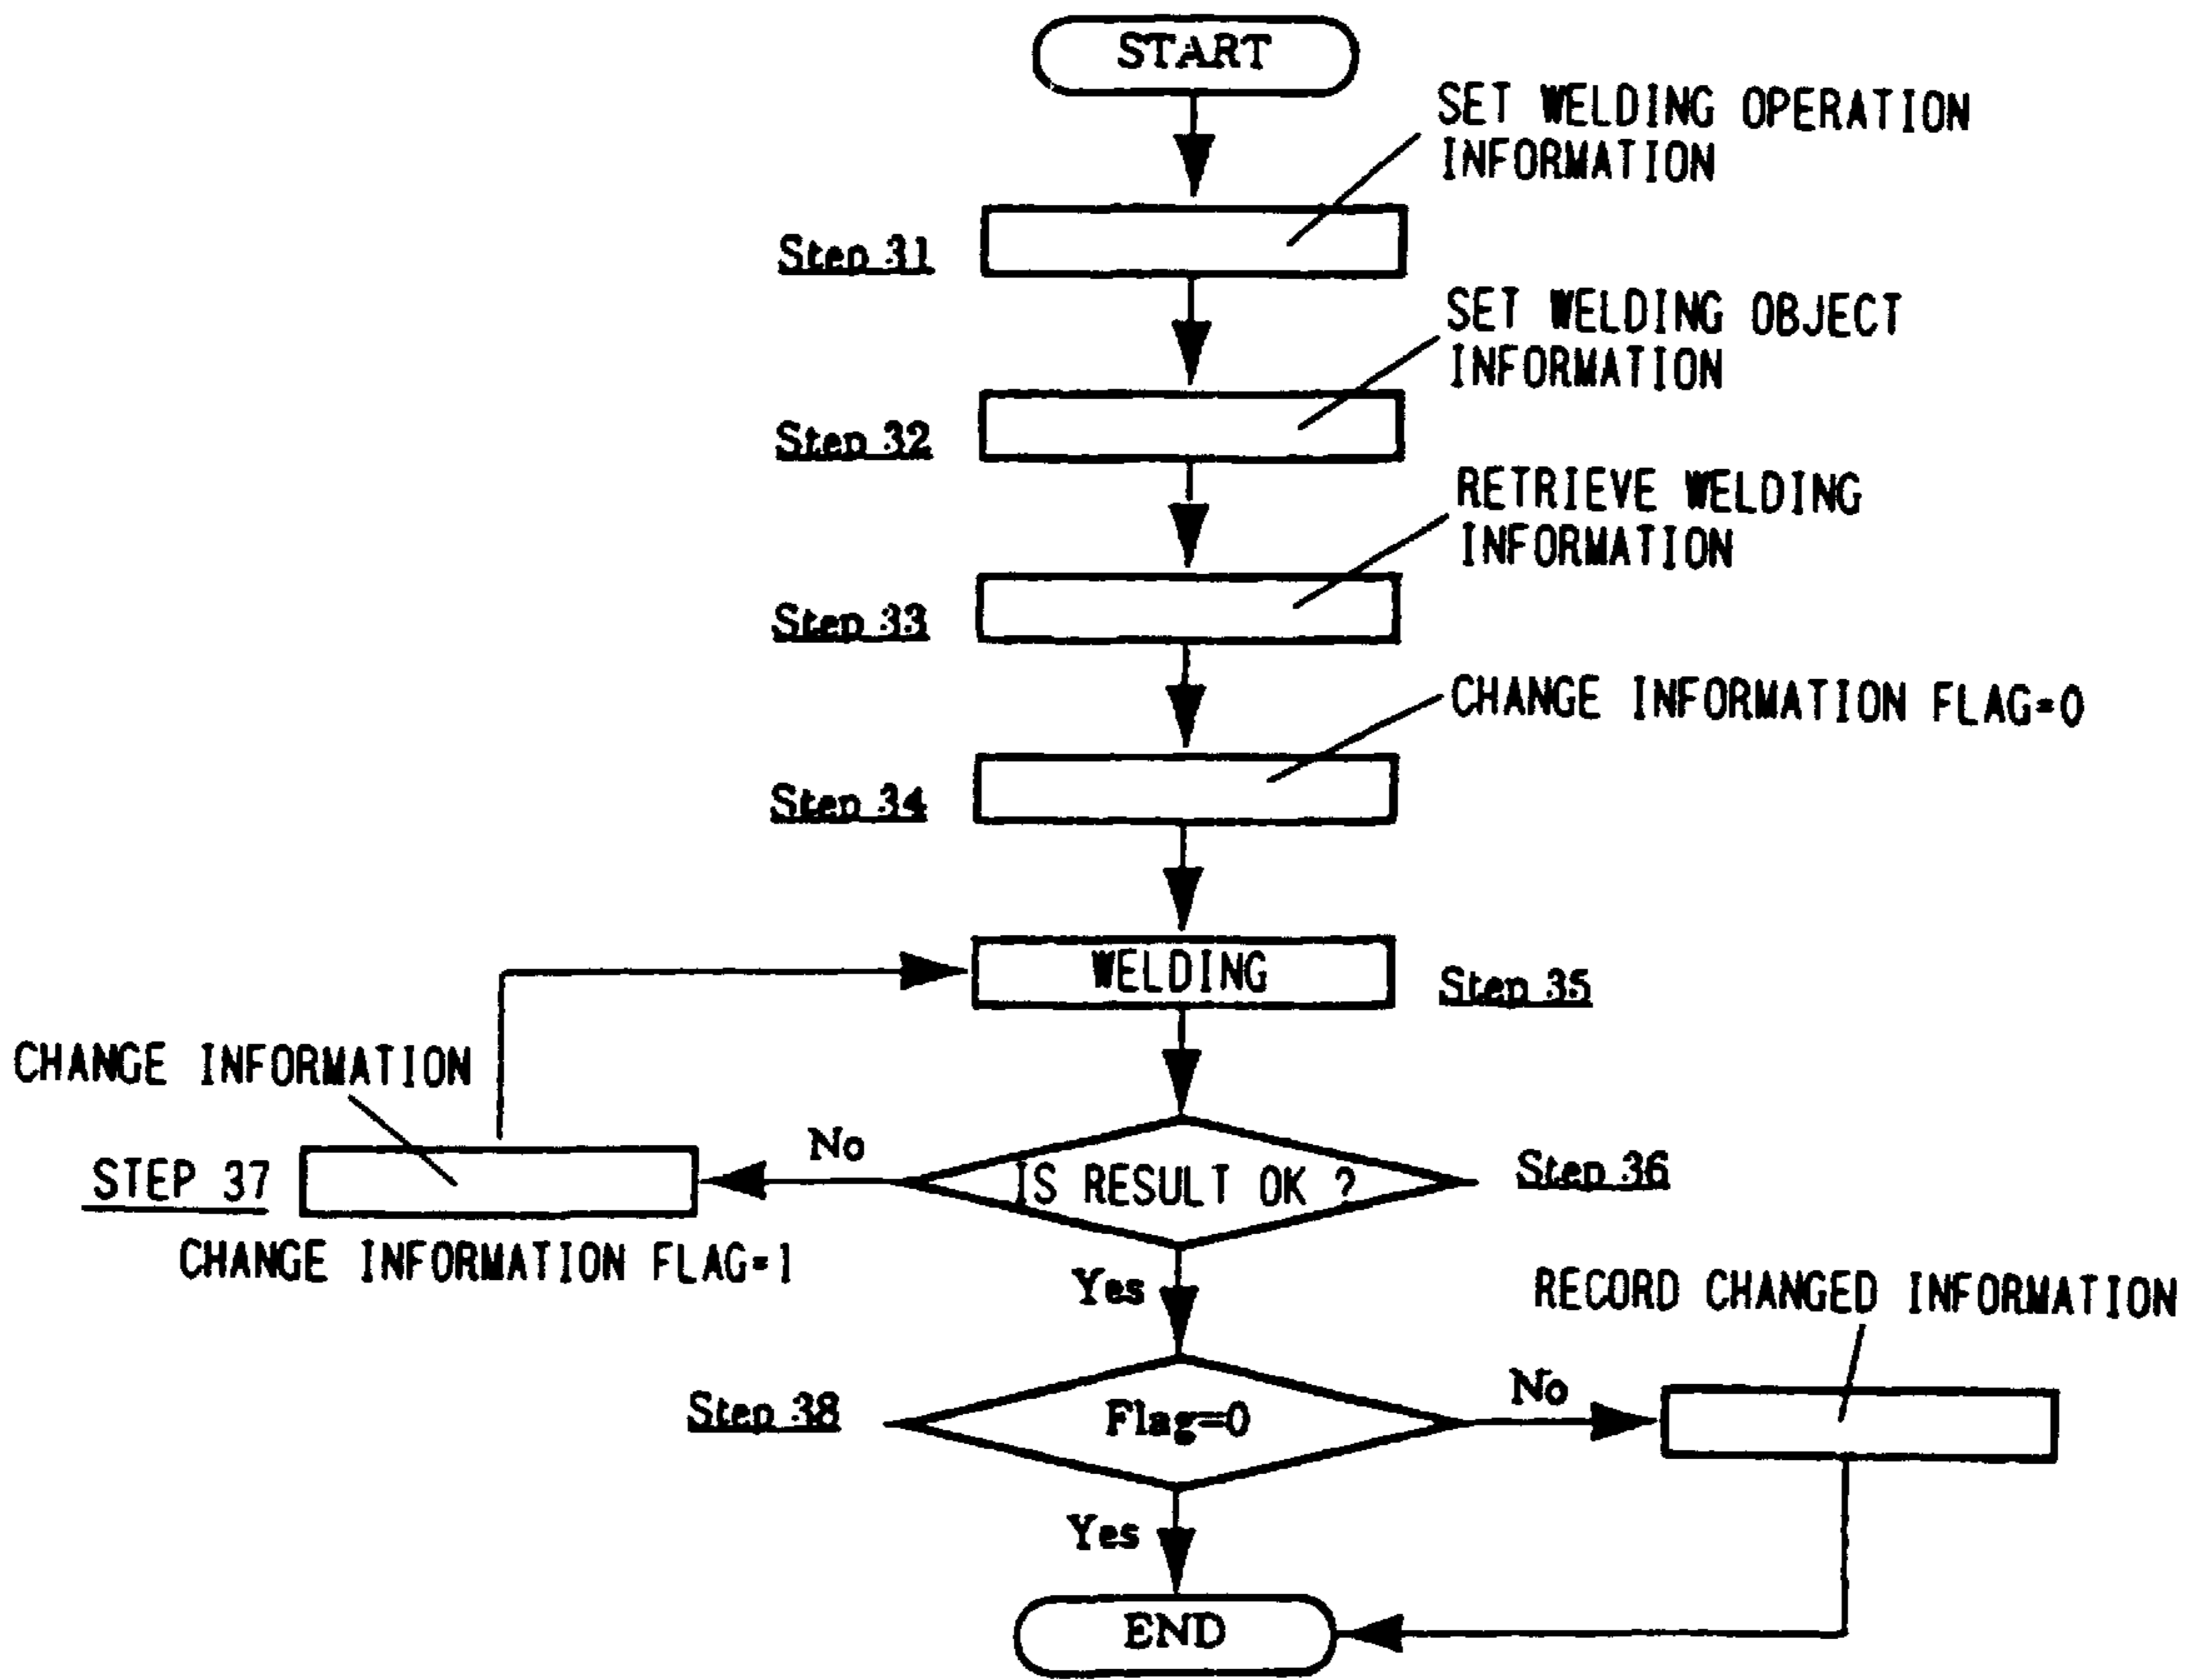 START
SET WELDING OPERATION
INFORMATION
Step 31
SET WELDING OBJECT
INFORMATION
Step 32
RETRIEVE WELDING
INFORMATION
Step 33
CHANGE INFORMATION FLAG=0
Step 34
WELDING
Step 35
CHANGE INFORMATION
No
IS RESULT OK ?
Step 36
STEP 37
CHANGE INFORMATION FLAG=1
Yes
RECORD CHANGED INFORMATION
Step 38
Flag=0
No
Yes
END